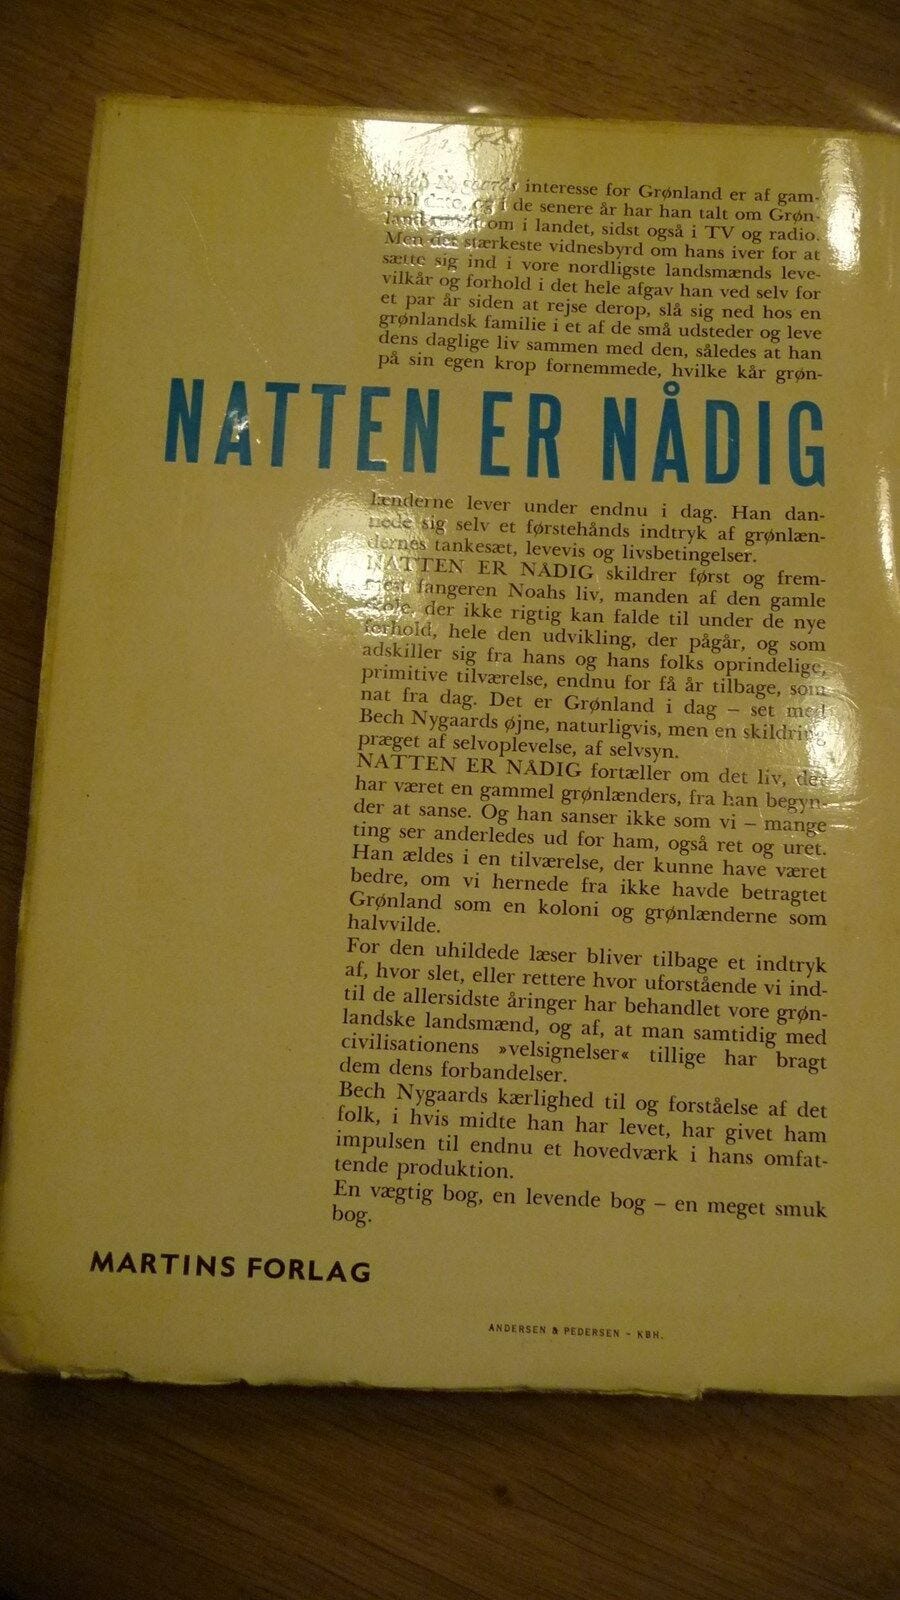 Bech Nygaards interesse for Grønland er af gam-
mel dato, og i de senere år har han talt om Grøn-
land om i landet, sidst også i TV og radio.
Men det stærkeste vidnesbyrd om hans iver for at
sætte sig ind i vore nordligste landsmænds leve-
vilkår og forhold i det hele afgav han ved selv for
et par år siden at rejse derop, slå sig ned hos en
grønlandsk familie i et af de små udsteder og leve
dens daglige liv sammen med den, således at han
på sin egen krop fornemmede, hvilke kår grøn-
NATTEN ER NÅDIG
lænderne lever under endnu i dag. Han dan-
nede sig selv et førstehånds indtryk af grønlæn-
dernes tankesæt, levevis og livsbetingelser.
NATTEN ER NÅDIG skildrer først og frem-
mest fangeren Noahs liv, manden af den gamle
skole, der ikke rigtig kan falde til under de nye
forhold, hele den udvikling, der pågår, og som
adskiller sig fra hans og hans folks oprindelige,
primitive tilværelse, endnu for få år tilbage, som
nat fra dag. Det er Grønland i dag – set med
Bech Nygaards øjne, naturligvis, men en skildring
præget af selvoplevelse, af selvsyn.
NATTEN ER NÅDIG fortæller om det liv, der
har været en gammel grønlænders, fra han begyn-
der at sanse. Og han sanser ikke som vi – mange
ting ser anderledes ud for ham, også ret og uret.
Han ældes i en tilværelse, der kunne have været
bedre, om vi hernede fra ikke havde betragtet
Grønland som en koloni og grønlænderne som
halvvilde.
For den uhildede læser bliver tilbage et indtryk
af, hvor slet, eller rettere hvor uforstående vi ind-
til de allersidste åringer har behandlet vore grøn-
landske landsmænd, og af, at man samtidig med
civilisationens »velsignelser« tillige har bragt
dem dens forbandelser.
Bech Nygaards kærlighed til og forståelse af det
folk, i hvis midte han har levet, har givet ham
impulsen til endnu et hovedværk i hans omfat-
tende produktion.
En vægtig bog, en levende bog – en meget smuk
bog.
MARTINS FORLAG
ANDERSEN & PEDERSEN - KBH.